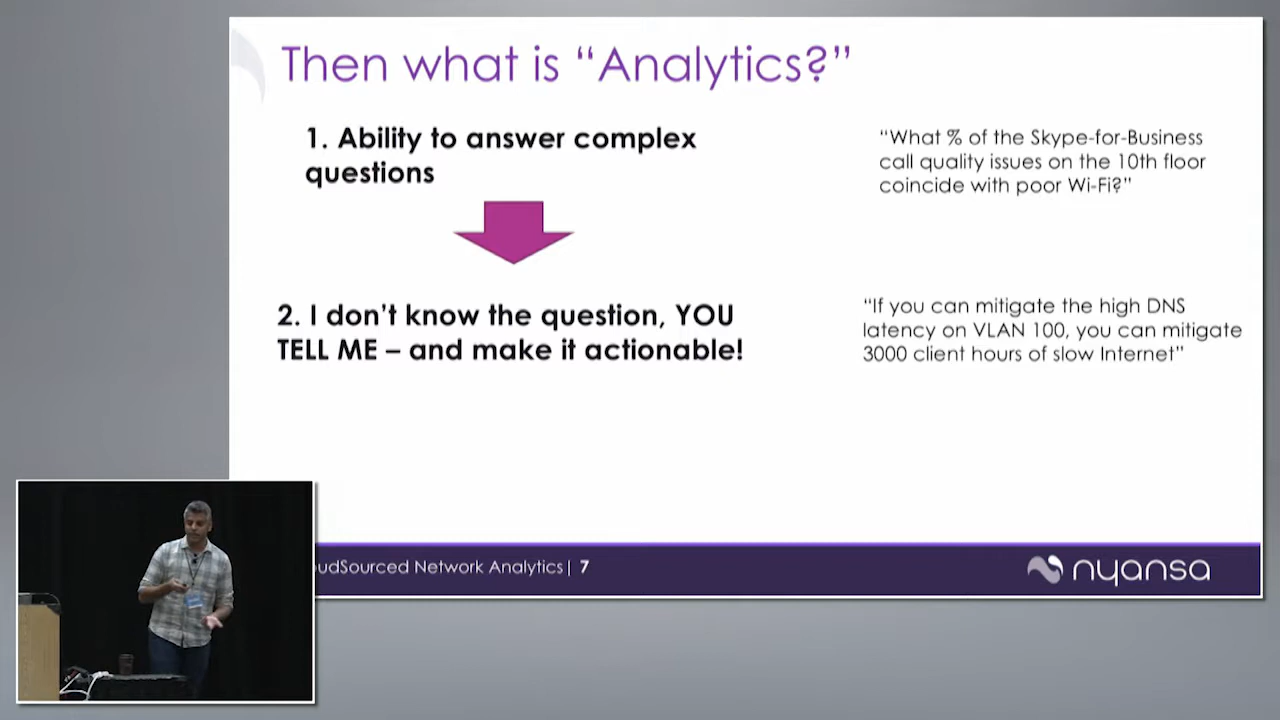 Then what is “Analytics?”
1. Ability to answer complex
questions
“What % of the Skype-for-Business
call quality issues on the 10th floor
coincide with poor Wi-Fi?”
2. I don’t know the question, YOU
TELL ME – and make it actionable!
“If you can mitigate the high DNS
latency on VLAN 100, you can mitigate
3000 client hours of slow Internet”
oudSourced Network Analytics| 7
nyansa